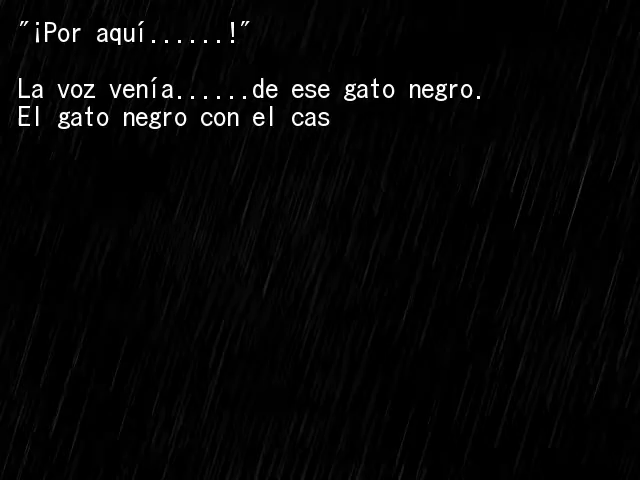 "¡Por aquí......!"
La voz venía......de ese gato negro.
El gato negro con el cas